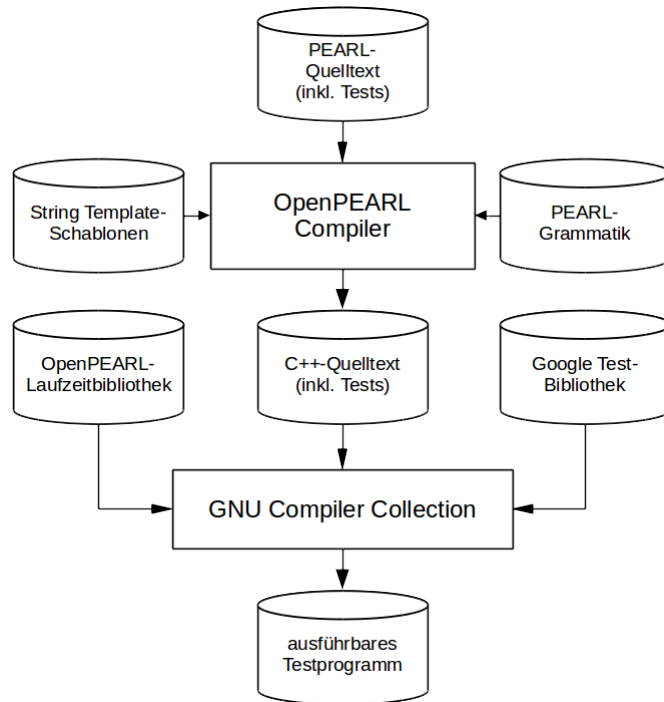 PEARL-
Quelltext
(inkl. Tests)
String Template-
Schablonen
OpenPEARL
Compiler
PEARL-
Grammatik
OpenPEARL-
Laufzeitbibliothek
C++-Quelltext
(inkl. Tests)
Google Test-
Bibliothek
GNU Compiler Collection
ausführbares
Testprogramm